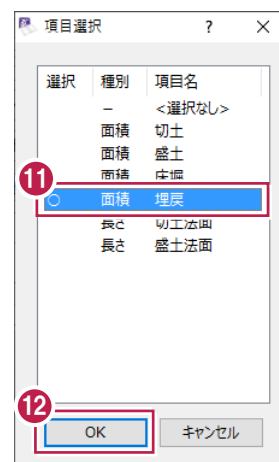 項目選択 ? ×
選択 種別 項目名
– <選択なし>
面積 切土
面積 盛土
面積 床堀
11
○ 面積 埋戻
長さ 切土法面
長さ 盛土法面
12
OK キャンセル